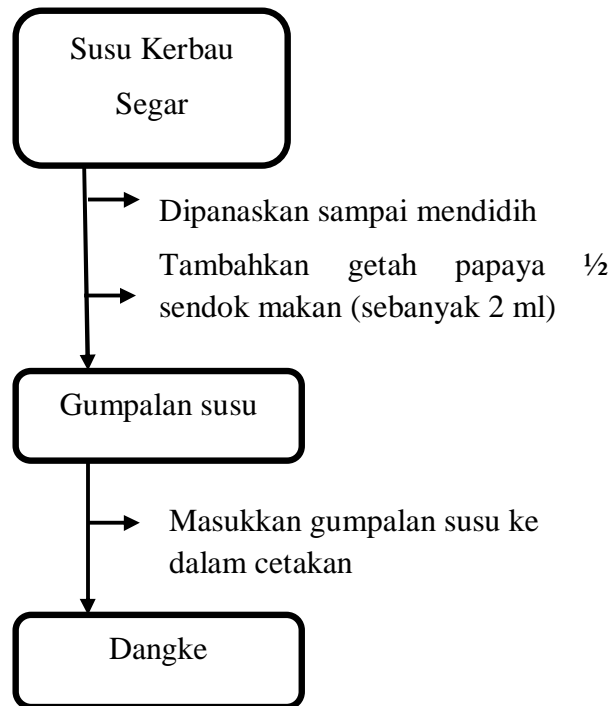 Susu Kerbau
Segar
Dipanaskan sampai mendidih
Tambahkan getah papaya ½
sendok makan (sebanyak 2 ml)
Gumpalan susu
Masukkan gumpalan susu ke
dalam cetakan
Dangke